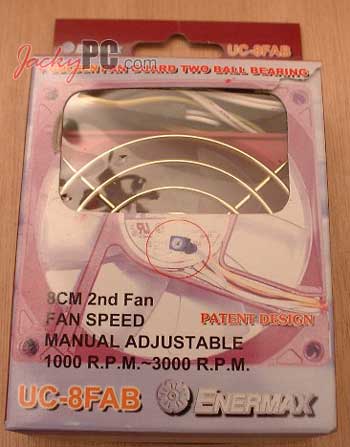 JackyPC.com
UC-8FAB
FAN GUARD TWO BALL BEARING
8CM 2nd Fan
FAN SPEED
PATENT DESIGN
MANUAL ADJUSTABLE
1000 R.P.M.~3000 R.P.M.
UC-8FAB ENERMAX